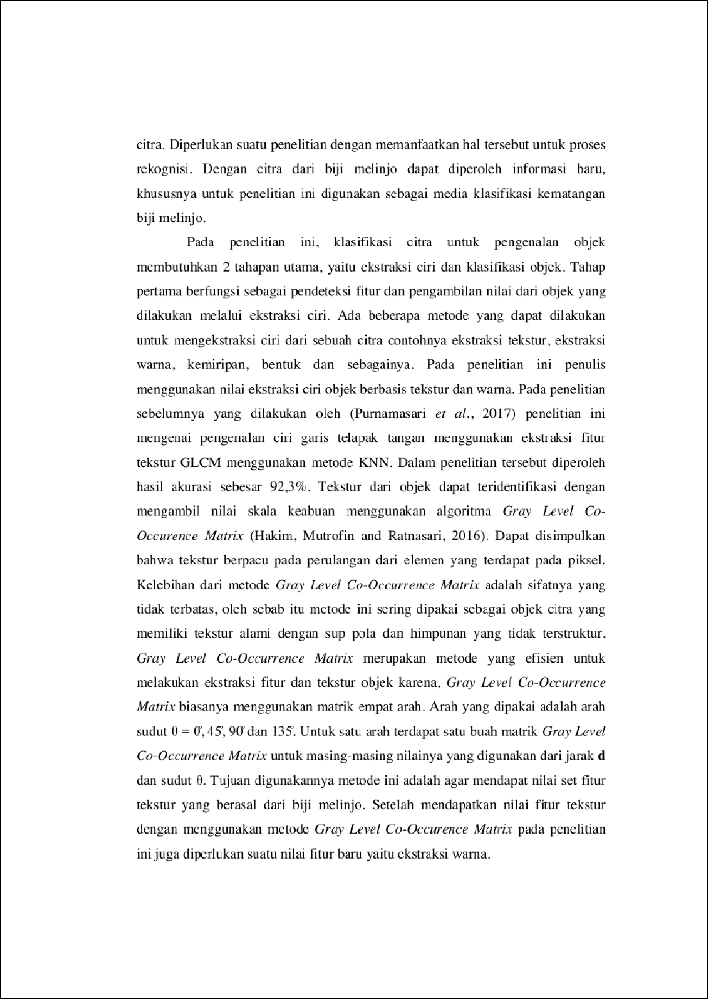 citra. Diperlukan suatu penelitian dengan memanfaatkan hal tersebut untuk proses
rekognisi. Dengan citra dari biji melinjo dapat diperoleh informasi baru,
khususnya untuk penelitian ini digunakan sebagai media klasifikasi kematangan
biji melinjo.
Pada penelitian ini, klasifikasi citra untuk pengenalan objek
membutuhkan 2 tahapan utama, yaitu ekstraksi ciri dan klasifikasi objek. Tahap
pertama berfungsi sebagai pendeteksi fitur dan pengambilan nilai dari objek yang
dilakukan melalui ekstraksi ciri. Ada beberapa metode yang dapat dilakukan
untuk mengekstraksi ciri dari sebuah citra contohnya ekstraksi tekstur, ekstraksi
warna, kemiripan, bentuk dan sebagainya. Pada penelitian ini penulis
menggunakan nilai ekstraksi ciri objek berbasis tekstur dan warna. Pada penelitian
sebelumnya yang dilakukan oleh (Purnamasari et al., 2017) penelitian ini
mengenai pengenalan ciri garis telapak tangan menggunakan ekstraksi fitur
tekstur GLCM menggunakan metode KNN. Dalam penelitian tersebut diperoleh
hasil akurasi sebesar 92,3%. Tekstur dari objek dapat teridentifikasi dengan
mengambil nilai skala keabuan menggunakan algoritma Gray Level Co-
Occurence Matrix (Hakim, Mutrofin and Ratnasari, 2016). Dapat disimpulkan
bahwa tekstur berpacu pada perulangan dari elemen yang terdapat pada piksel.
Kelebihan dari metode Gray Level Co-Occurrence Matrix adalah sifatnya yang
tidak terbatas, oleh sebab itu metode ini sering dipakai sebagai objek citra yang
memiliki tekstur alami dengan sup pola dan himpunan yang tidak terstruktur.
Gray Level Co-Occurrence Matrix merupakan metode yang efisien untuk
melakukan ekstraksi fitur dan tekstur objek karena, Gray Level Co-Occurrence
Matrix biasanya menggunakan matrik empat arah. Arah yang dipakai adalah arah
sudut θ = 0̊, 45̊, 90̊ dan 135̊. Untuk satu arah terdapat satu buah matrik Gray Level
Co-Occurrence Matrix untuk masing-masing nilainya yang digunakan dari jarak d
dan sudut θ. Tujuan digunakannya metode ini adalah agar mendapat nilai set fitur
tekstur yang berasal dari biji melinjo. Setelah mendapatkan nilai fitur tekstur
dengan menggunakan metode Gray Level Co-Occurence Matrix pada penelitian
ini juga diperlukan suatu nilai fitur baru yaitu ekstraksi warna.